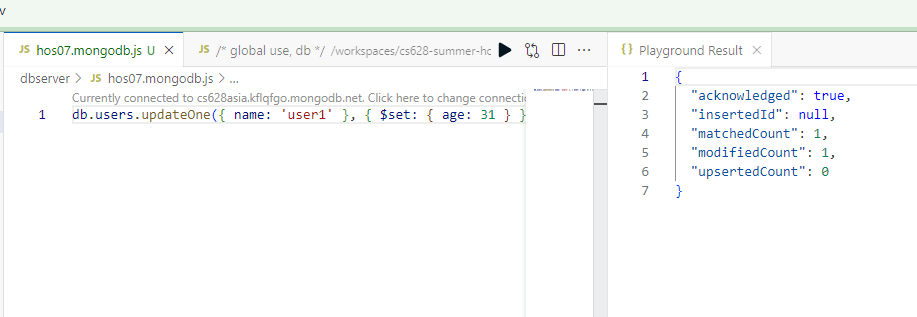 v
JS hos07.mongodb.js U
JS /* global use, db */ /workspaces/cs628-summer-ho
{} Playground Result
dbserver > JS hos07.mongodb.js > ...
Currently connected to cs628asia.kflqfgo.mongodb.net. Click here to change connectio
1 db.users.updateOne({ name: 'user1' }, { $set: { age: 31 } }
1 {
2 "acknowledged": true,
3 "insertedId": null,
4 "matchedCount": 1,
5 "modifiedCount": 1,
6 "upsertedCount": 0
7 }